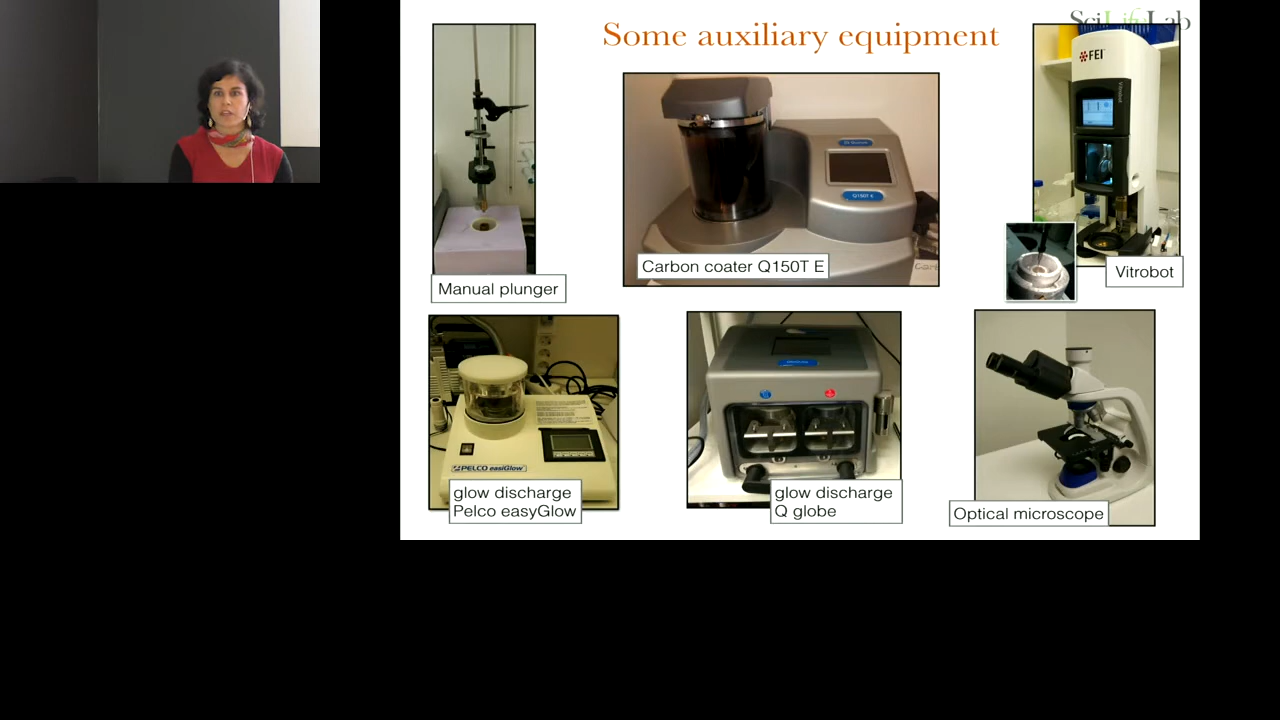 SciLifeLab
Some auxiliary equipment
FEI
Manual plunger
Carbon coater Q150T E
Q150T E
Vitrobot
PELCO easiGlow
glow discharge
Pelco easyGlow
glow discharge
Q globe
Optical microscope